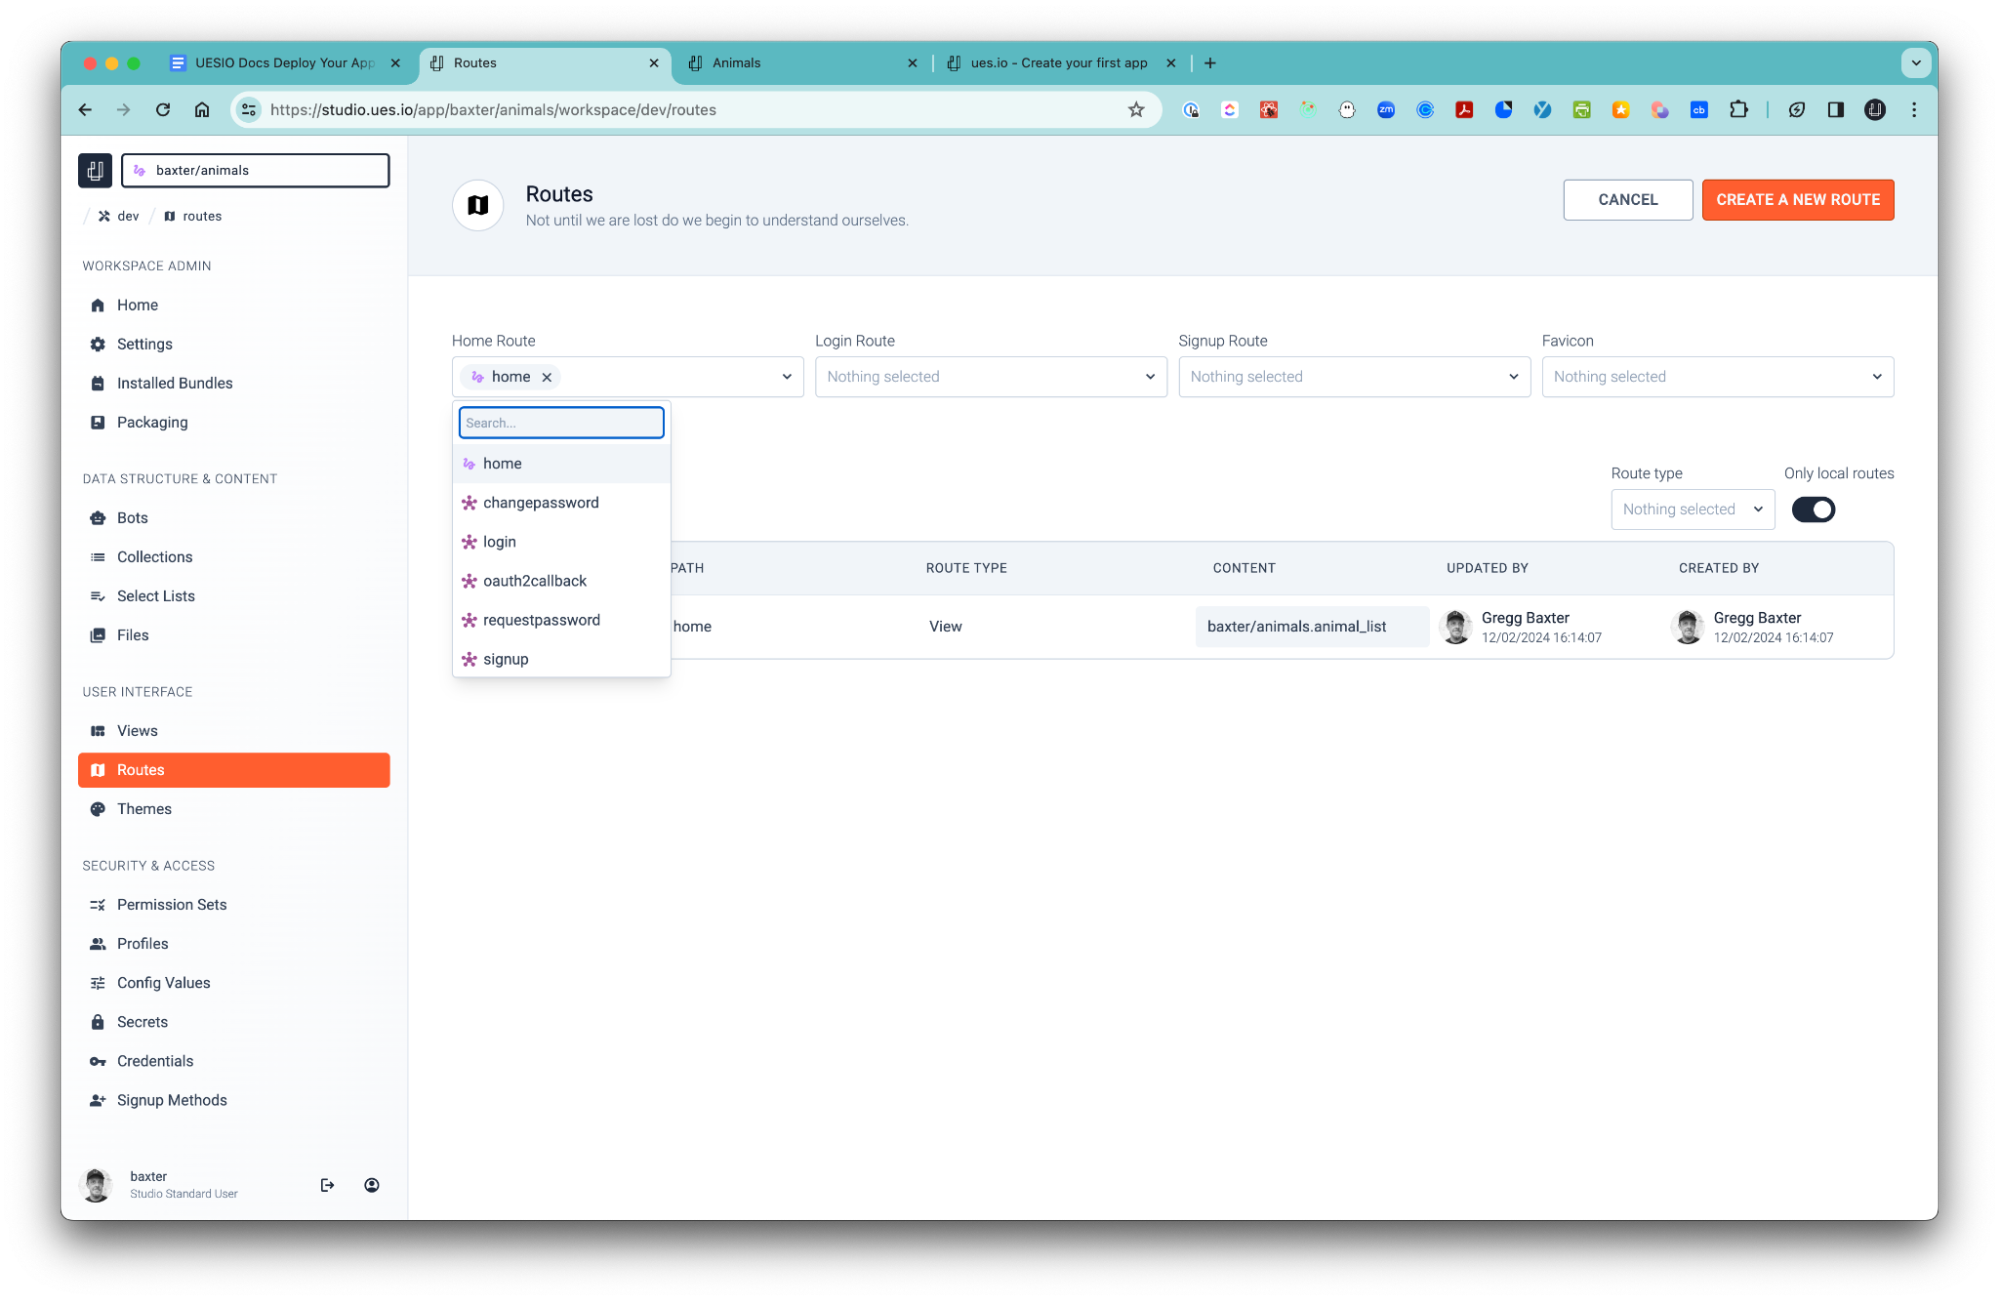 UESIO Docs Deploy Your App
Routes
Animals
ues.io - Create your first app
https://studio.ues.io/app/baxter/animals/workspace/dev/routes
zm
cb
baxter/animals
/ dev / routes
WORKSPACE ADMIN
Home
Settings
Installed Bundles
Packaging
DATA STRUCTURE & CONTENT
Bots
Collections
Select Lists
Files
USER INTERFACE
Views
Routes
Themes
SECURITY & ACCESS
Permission Sets
Profiles
Config Values
Secrets
Credentials
Signup Methods
baxter
Studio Standard User
Routes
Not until we are lost do we begin to understand ourselves.
CANCEL
CREATE A NEW ROUTE
Home Route
Login Route
Signup Route
Favicon
home
Nothing selected
Nothing selected
Nothing selected
Search...
home
changepassword
login
oauth2callback
requestpassword
signup
Route type
Only local routes
Nothing selected
PATH
ROUTE TYPE
CONTENT
UPDATED BY
CREATED BY
home
View
baxter/animals.animal_list
Gregg Baxter
12/02/2024 16:14:07
Gregg Baxter
12/02/2024 16:14:07